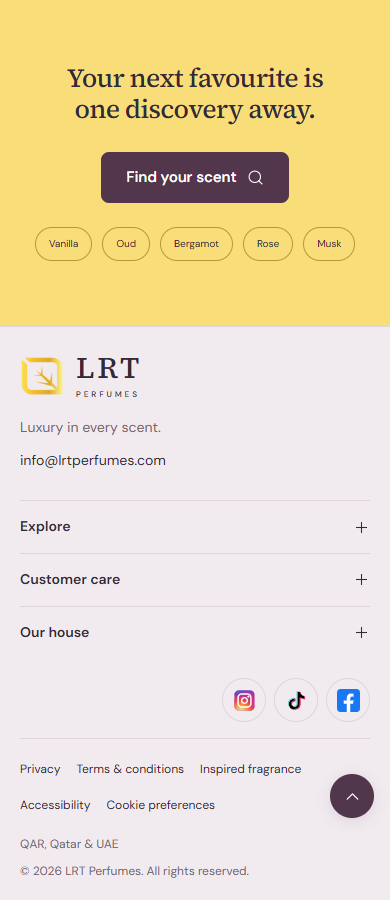 Your next favourite is
one discovery away.
Find your scent
Vanilla Oud Bergamot Rose Musk
LRT
PERFUMES
Luxury in every scent.
info@lrtperfumes.com
Explore
Customer care
Our house
Privacy Terms & conditions Inspired fragrance
Accessibility Cookie preferences
QAR, Qatar & UAE
© 2026 LRT Perfumes. All rights reserved.